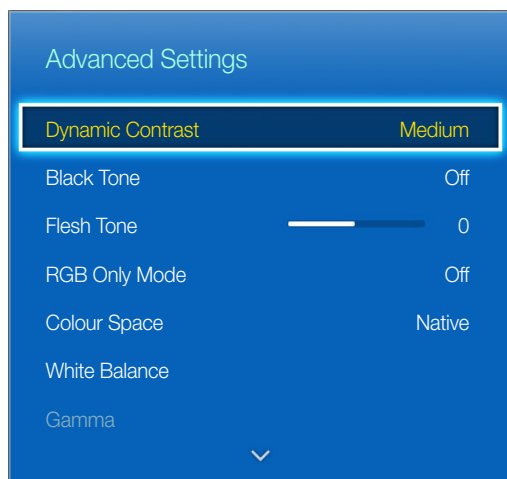 Advanced Settings
Dynamic Contrast Medium
Black Tone Off
Flesh Tone 0
RGB Only Mode Off
Colour Space Native
White Balance
Gamma